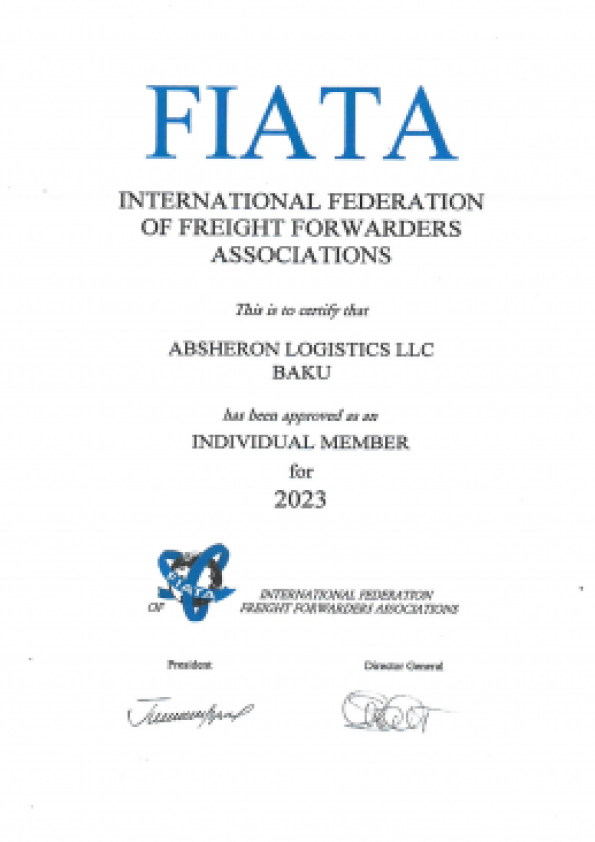 FIATA
INTERNATIONAL FEDERATION
OF FREIGHT FORWARDERS
ASSOCIATIONS
This is to certify that
ABSHERON LOGISTICS LLC
BAKU
has been approved as an
INDIVIDUAL MEMBER
for
2023
FIATA
INTERNATIONAL FEDERATION
OF FREIGHT FORWARDERS ASSOCIATIONS
President Director General